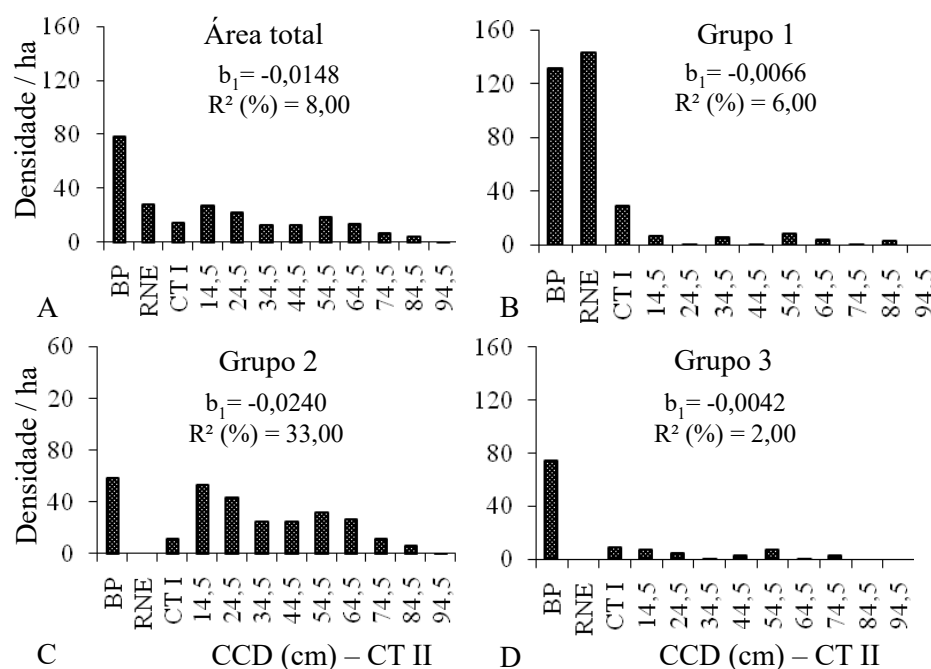 Densidade / ha
160
120
80
40
0
Área total
b1= -0,0148
R² (%) = 8,00
BP RNE CT I 14,5 24,5 34,5 44,5 54,5 64,5 74,5 84,5 94,5
A
160
120
80
40
0
Grupo 1
b1= -0,0066
R² (%) = 6,00
BP RNE CT I 14,5 24,5 34,5 44,5 54,5 64,5 74,5 84,5 94,5
B
Densidade / ha
60
20
80
40
0
Grupo 2
b1= -0,0240
R² (%) = 33,00
BP RNE CT I 14,5 24,5 34,5 44,5 54,5 64,5 74,5 84,5 94,5
C
CCD (cm) – CT II
160
120
80
40
0
Grupo 3
b1= -0,0042
R² (%) = 2,00
BP RNE CT I 14,5 24,5 34,5 44,5 54,5 64,5 74,5 84,5 94,5
D
CCD (cm) – CT II